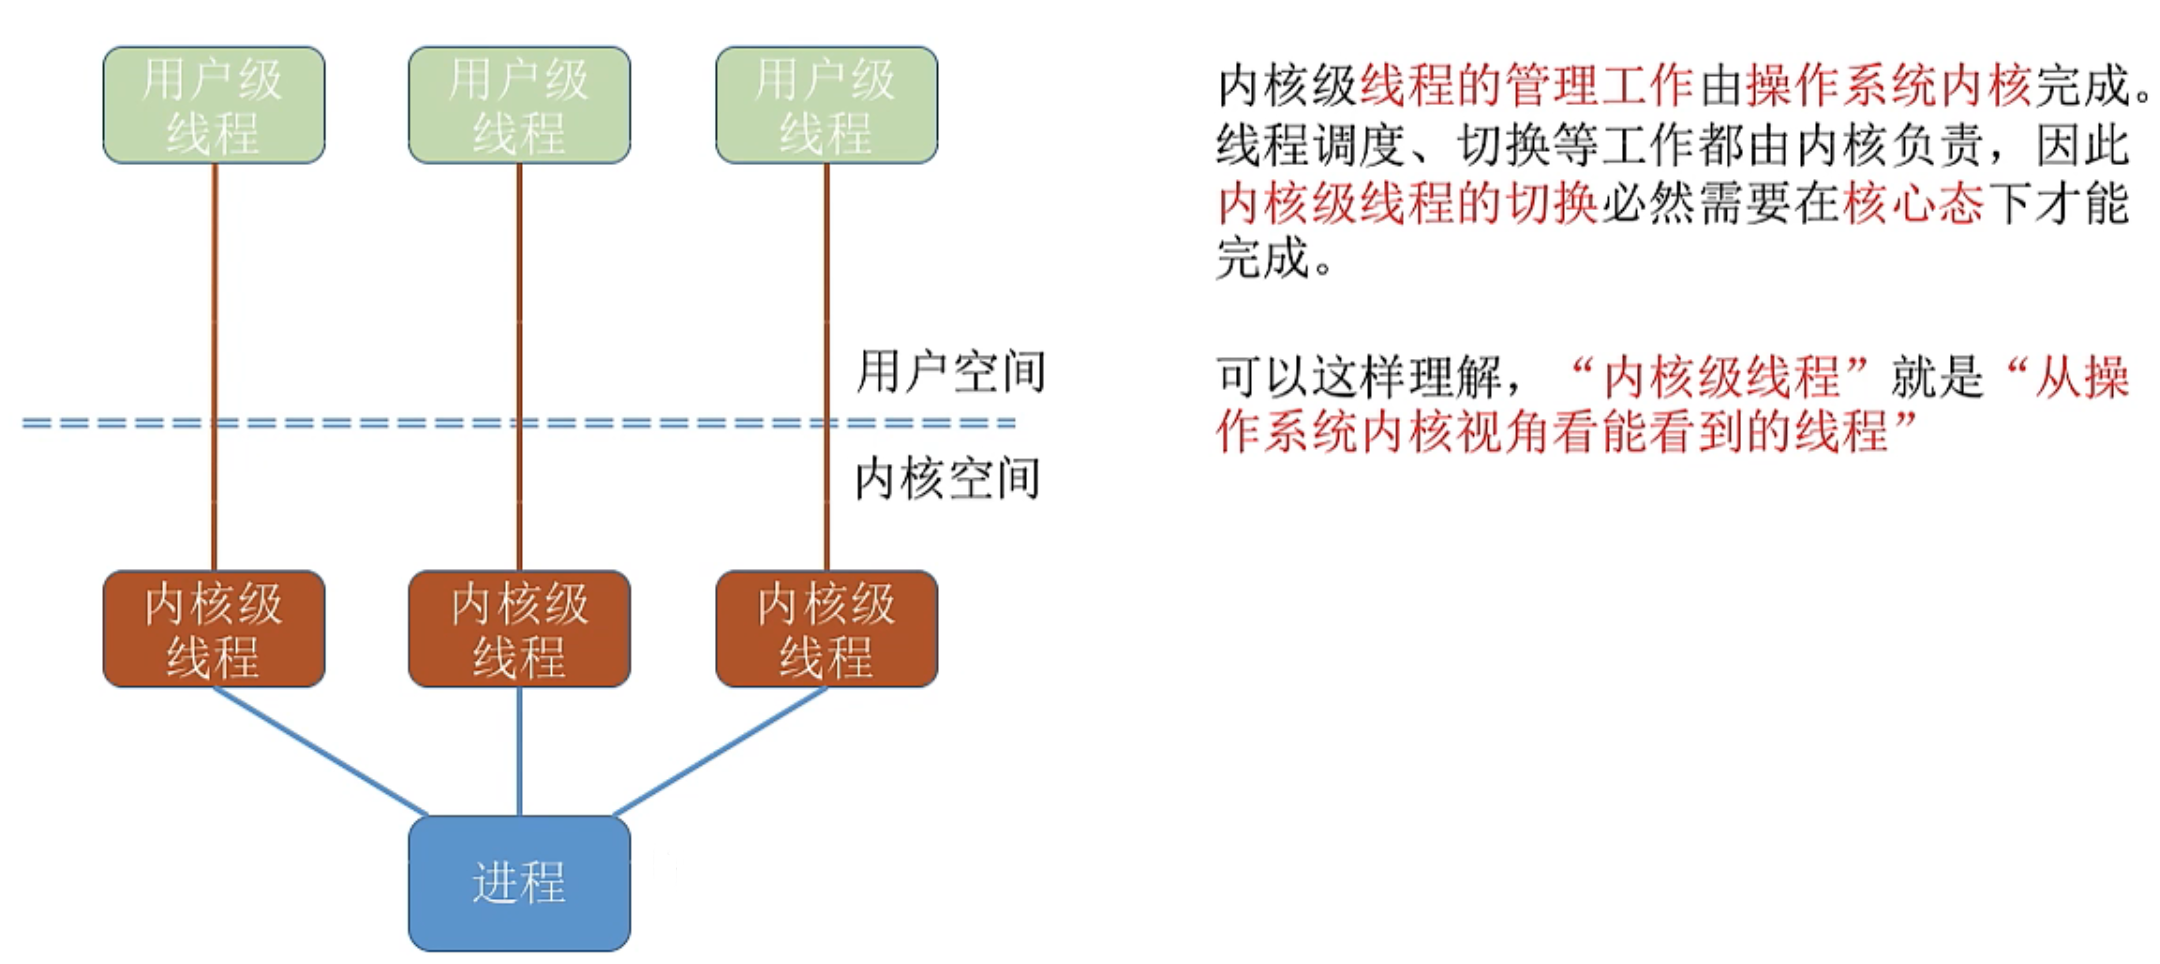 用户级
线程
用户级
线程
用户级
线程
用户空间
内核空间
内核级
线程
内核级
线程
内核级
线程
进程
内核级线程的管理工作由操作系统内核完成。
线程调度、切换等工作都由内核负责，因此
内核级线程的切换必然需要在核心态下才能
完成。
可以这样理解，“内核级线程”就是“从操
作系统内核视角看能看到的线程”